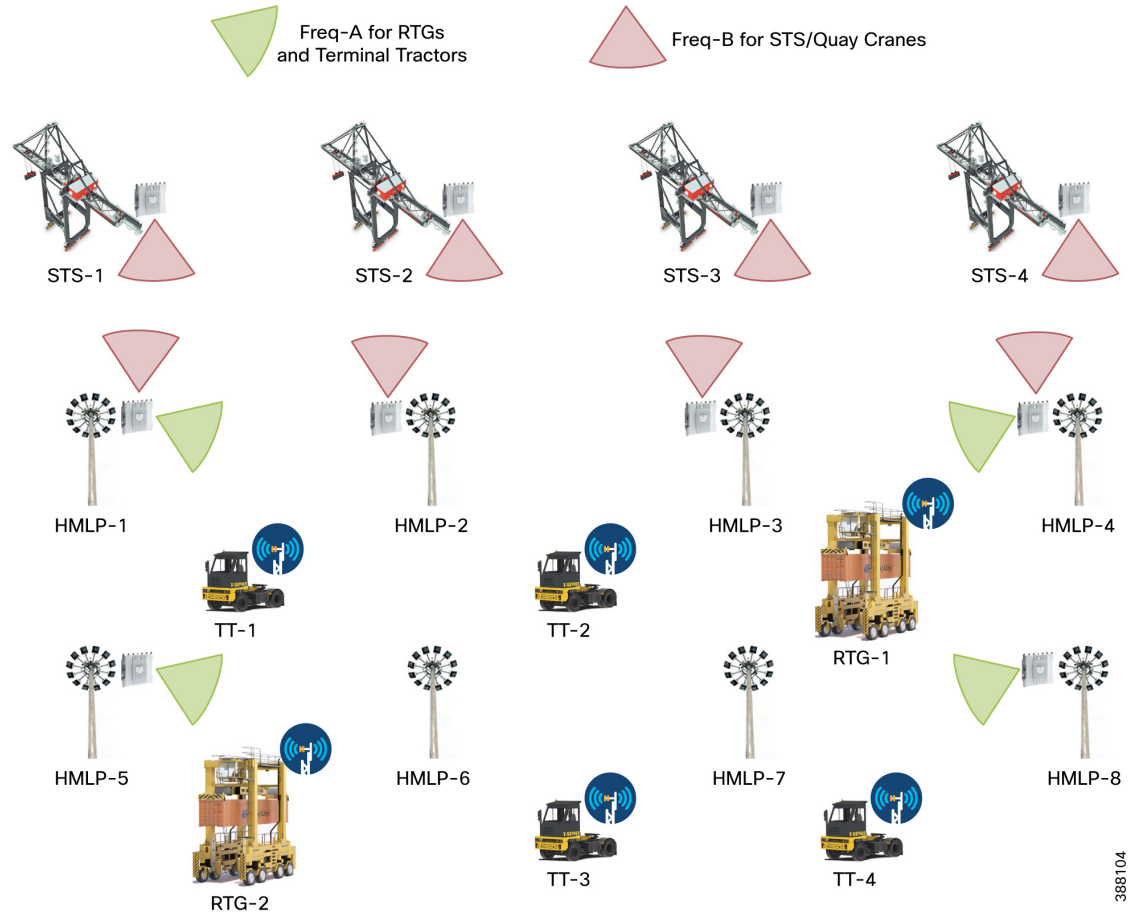 Freq-A for RTGs
and Terminal Tractors
Freq-B for STS/Quay Cranes
STS-1
STS-2
STS-3
STS-4
HMLP-1
HMLP-2
HMLP-3
HMLP-4
TT-1
TT-2
RTG-1
HMLP-5
HMLP-6
HMLP-7
HMLP-8
RTG-2
TT-3
TT-4
388104